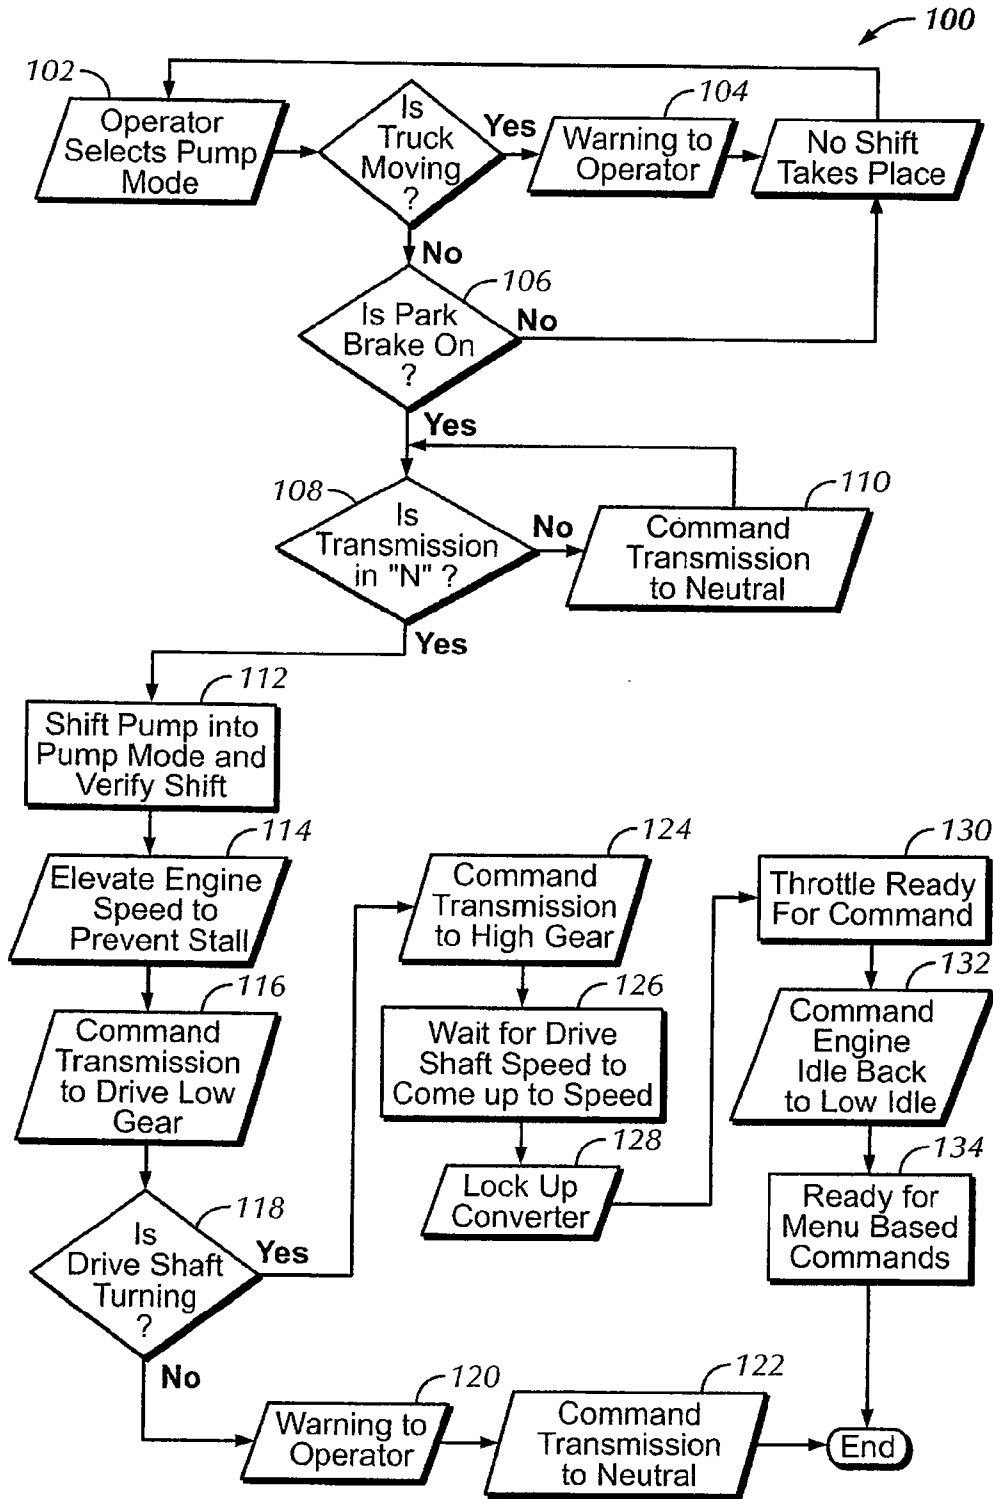 100
102
Operator
Selects Pump
Mode
Is
Truck
Moving
?
Yes
104
Warning to
Operator
No Shift
Takes Place
No
106
Is Park
Brake On
?
No
Yes
108
Is
Transmission
in "N" ?
No
110
Command
Transmission
to Neutral
Yes
112
Shift Pump into
Pump Mode and
Verify Shift
114
Elevate Engine
Speed to
Prevent Stall
116
Command
Transmission
to Drive Low
Gear
118
Is
Drive Shaft
Turning
?
Yes
No
120
Warning to
Operator
122
Command
Transmission
to Neutral
124
Command
Transmission
to High Gear
126
Wait for Drive
Shaft Speed to
Come up to Speed
128
Lock Up
Converter
130
Throttle Ready
For Command
132
Command
Engine
Idle Back
to Low Idle
134
Ready for
Menu Based
Commands
End